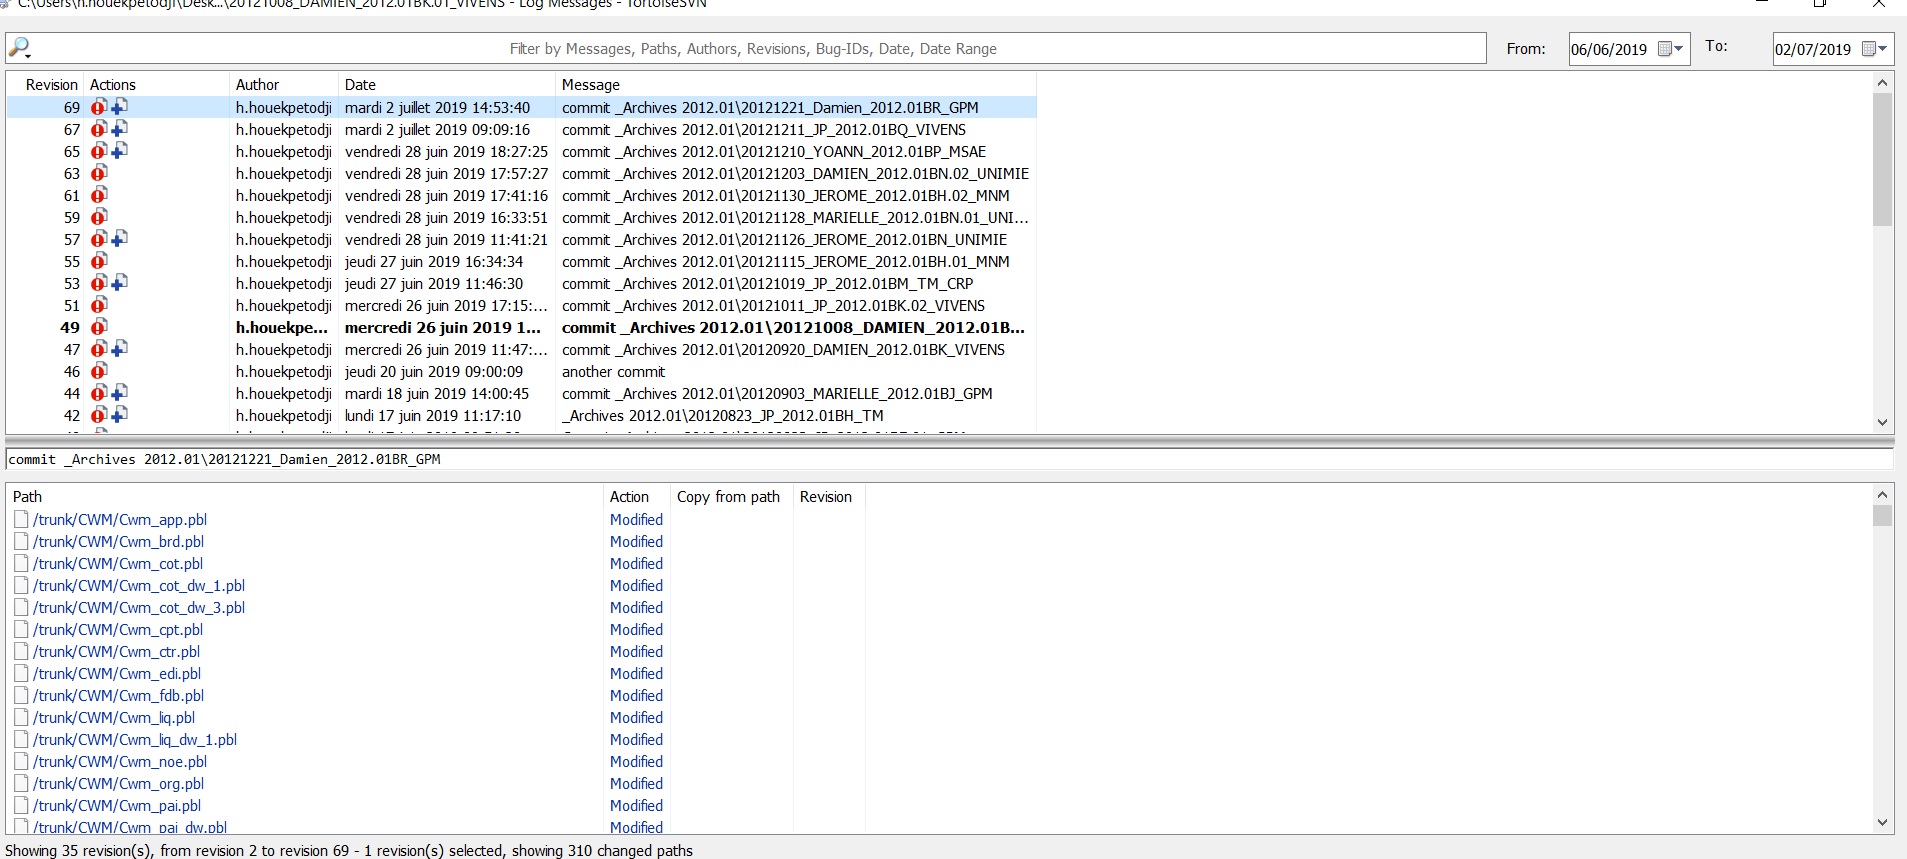 C:\Users\h.houekpetodji\Desk...\20121008_DAMIEN_2012.01BK.01_VIVENS - Log Messages - TortoiseSVN
Filter by Messages, Paths, Authors, Revisions, Bug-IDs, Date, Date Range From: 06/06/2019 To: 02/07/2019
Revision Actions Author Date Message
69 h.houekpetodji mardi 2 juillet 2019 14:53:40 commit _Archives 2012.01\20121221_Damien_2012.01BR_GPM
67 h.houekpetodji mardi 2 juillet 2019 09:09:16 commit _Archives 2012.01\20121211_JP_2012.01BQ_VIVENS
65 h.houekpetodji vendredi 28 juin 2019 18:27:25 commit _Archives 2012.01\20121210_YOANN_2012.01BP_MSAE
63 h.houekpetodji vendredi 28 juin 2019 17:57:27 commit _Archives 2012.01\20121203_DAMIEN_2012.01BN.02_UNIMIE
61 h.houekpetodji vendredi 28 juin 2019 17:41:16 commit _Archives 2012.01\20121130_JEROME_2012.01BH.02_MNM
59 h.houekpetodji vendredi 28 juin 2019 16:33:51 commit _Archives 2012.01\20121128_MARIELLE_2012.01BN.01_UNI...
57 h.houekpetodji vendredi 28 juin 2019 11:41:21 commit _Archives 2012.01\20121126_JEROME_2012.01BN_UNIMIE
55 h.houekpetodji jeudi 27 juin 2019 16:34:34 commit _Archives 2012.01\20121115_JEROME_2012.01BH.01_MNM
53 h.houekpetodji jeudi 27 juin 2019 11:46:30 commit _Archives 2012.01\20121019_JP_2012.01BM_TM_CRP
51 h.houekpetodji mercredi 26 juin 2019 17:15:... commit _Archives 2012.01\20121011_JP_2012.01BK.02_VIVENS
49 h.houekpe... mercredi 26 juin 2019 1... commit _Archives 2012.01\20121008_DAMIEN_2012.01B...
47 h.houekpetodji mercredi 26 juin 2019 11:47:... commit _Archives 2012.01\20120920_DAMIEN_2012.01BK_VIVENS
46 h.houekpetodji jeudi 20 juin 2019 09:00:09 another commit
44 h.houekpetodji mardi 18 juin 2019 14:00:45 commit _Archives 2012.01\20120903_MARIELLE_2012.01BJ_GPM
42 h.houekpetodji lundi 17 juin 2019 11:17:10 _Archives 2012.01\20120823_JP_2012.01BH_TM
commit _Archives 2012.01\20121221_Damien_2012.01BR_GPM
Path Action Copy from path Revision
/trunk/CWM/Cwm_app.pbl Modified
/trunk/CWM/Cwm_brd.pbl Modified
/trunk/CWM/Cwm_cot.pbl Modified
/trunk/CWM/Cwm_cot_dw_1.pbl Modified
/trunk/CWM/Cwm_cot_dw_3.pbl Modified
/trunk/CWM/Cwm_cpt.pbl Modified
/trunk/CWM/Cwm_ctr.pbl Modified
/trunk/CWM/Cwm_edi.pbl Modified
/trunk/CWM/Cwm_fdb.pbl Modified
/trunk/CWM/Cwm_liq.pbl Modified
/trunk/CWM/Cwm_liq_dw_1.pbl Modified
/trunk/CWM/Cwm_noe.pbl Modified
/trunk/CWM/Cwm_org.pbl Modified
/trunk/CWM/Cwm_pai.pbl Modified
/trunk/CWM/Cwm_pai_dw.pbl Modified
Showing 35 revision(s), from revision 2 to revision 69 - 1 revision(s) selected, showing 310 changed paths